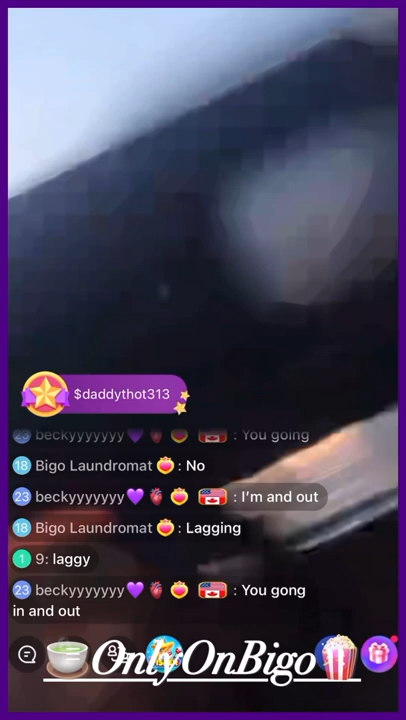 $daddythot313
23 beckyyyyyyy💜🫀❤️‍🔥 🇺🇸🇨🇦 : You going
18 Bigo Laundromat : No
23 beckyyyyyyy💜🫀 : I'm and out
18 Bigo Laundromat : Lagging
1 9: laggy
23 beckyyyyyyy💜🫀 : You gong
in and out
OnlyOnBigo